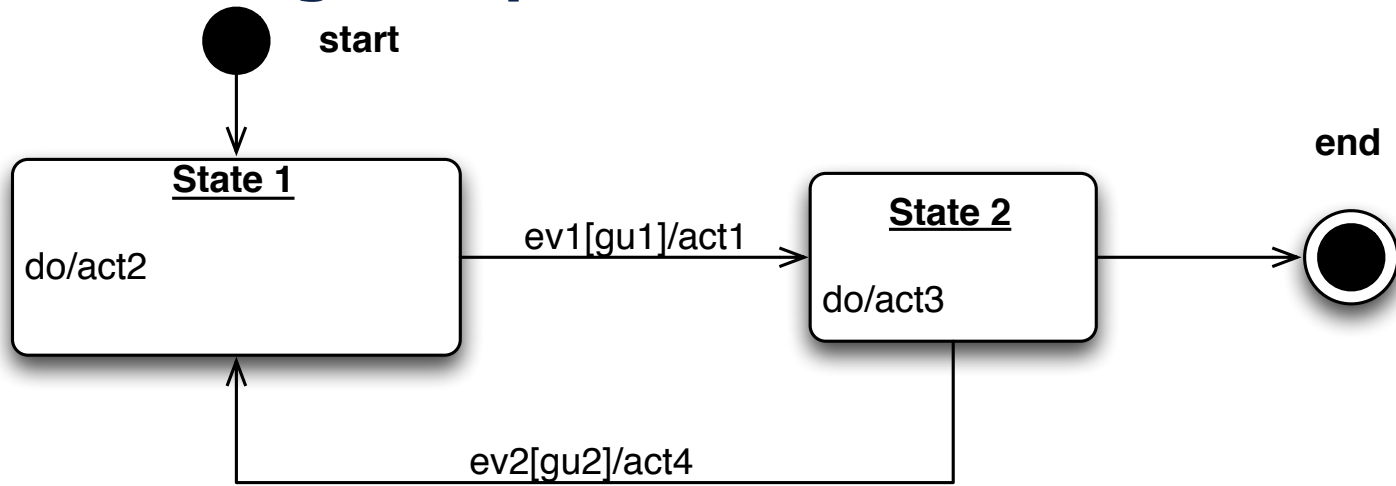 start
end
State 1
State 2
ev1[gu1]/act1
do/act2
do/act3
ev2[gu2]/act4